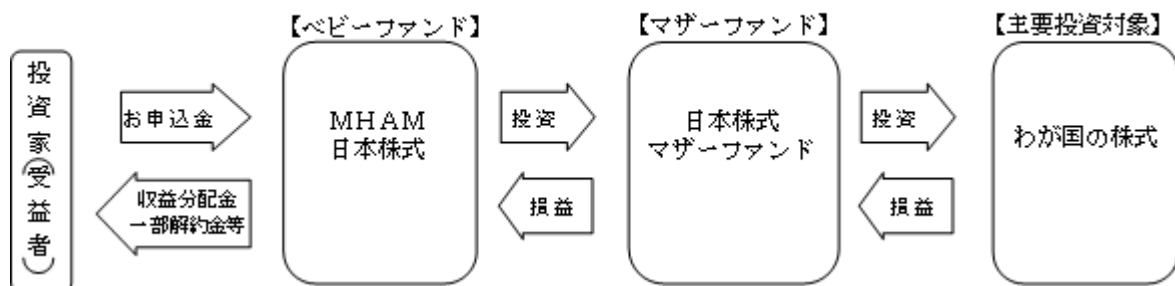 【ベビーファンド】
【マザーファンド】
【主要投資対象】
投資家(受益者)
お申込金
MHAM
日本株式
投資
日本株式
マザーファンド
投資
わが国の株式
収益分配金
一部解約金等
損益
損益